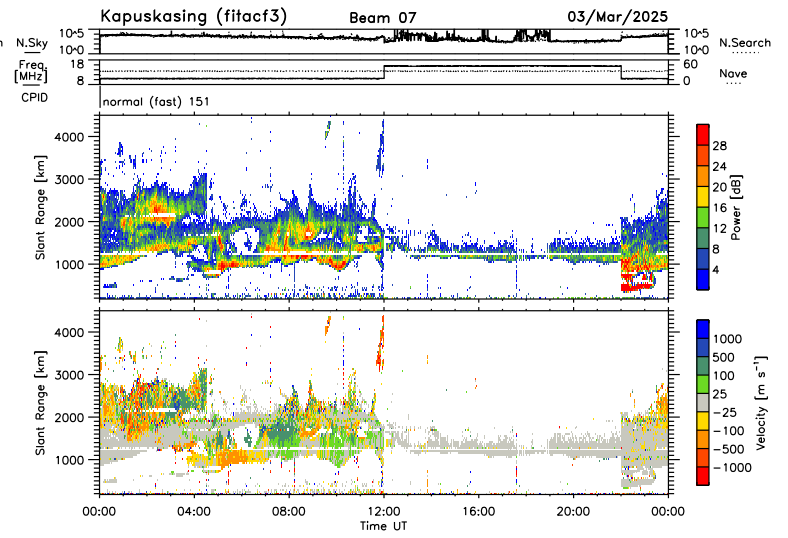 Kapuskasing (fitacf3) Beam 07 03/Mar/2025
n N.Sky 10^5 10^0 10^5 10^0 N.Search
Freq. [MHz] 18 8 60 0 Nave
CPID normal (fast) 151
Slant Range [km] 4000 3000 2000 1000
28 24 20 16 12 8 4 Power [dB]
Slant Range [km] 4000 3000 2000 1000
1000 500 100 25 −25 −100 −500 −1000 Velocity [m s⁻¹]
00:00 04:00 08:00 12:00 16:00 20:00 00:00
Time UT